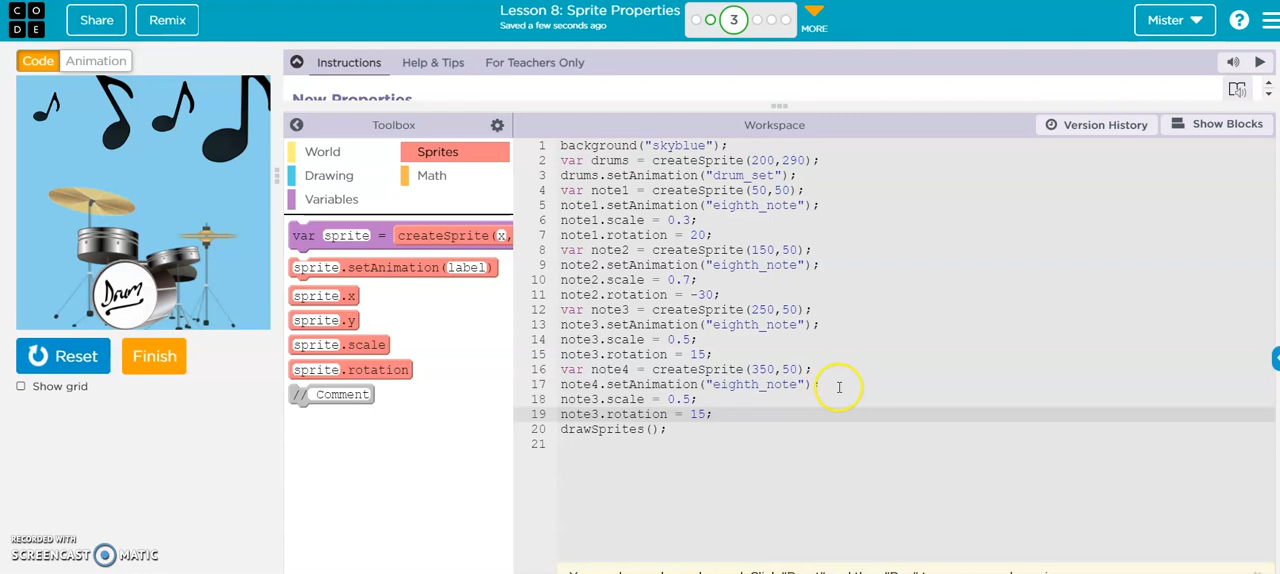 C O
D E
Share
Remix
Lesson 8: Sprite Properties
Saved a few seconds ago
3
MORE
Mister
?
Code
Animation
Instructions
Help & Tips
For Teachers Only
New Properties
Toolbox
Workspace
Version History
Show Blocks
World
Sprites
Drawing
Math
Variables
var sprite = createSprite(x,
sprite.setAnimation(label)
sprite.x
sprite.y
sprite.scale
sprite.rotation
// Comment
Drum
Reset
Finish
Show grid
1 background("skyblue");
2 var drums = createSprite(200,290);
3 drums.setAnimation("drum_set");
4 var note1 = createSprite(50,50);
5 note1.setAnimation("eighth_note");
6 note1.scale = 0.3;
7 note1.rotation = 20;
8 var note2 = createSprite(150,50);
9 note2.setAnimation("eighth_note");
10 note2.scale = 0.7;
11 note2.rotation = -30;
12 var note3 = createSprite(250,50);
13 note3.setAnimation("eighth_note");
14 note3.scale = 0.5;
15 note3.rotation = 15;
16 var note4 = createSprite(350,50);
17 note4.setAnimation("eighth_note");
18 note3.scale = 0.5;
19 note3.rotation = 15;
20 drawSprites();
21
RECORDED WITH
SCREENCAST MATIC